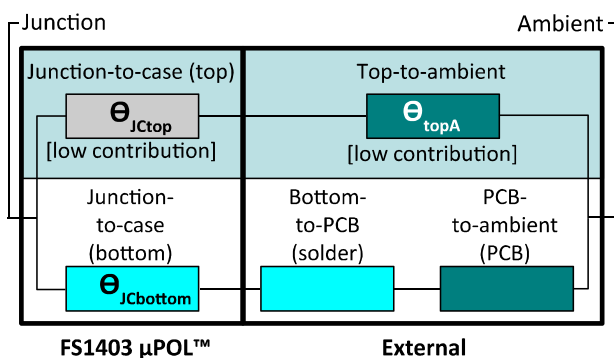 Junction
Ambient
Junction-to-case (top)
Top-to-ambient
ΘJCtop
ΘtopA
[low contribution]
[low contribution]
Junction-
to-case
(bottom)
Bottom-
to-PCB
(solder)
PCB-
to-ambient
(PCB)
ΘJCbottom
FS1403 µPOL™
External